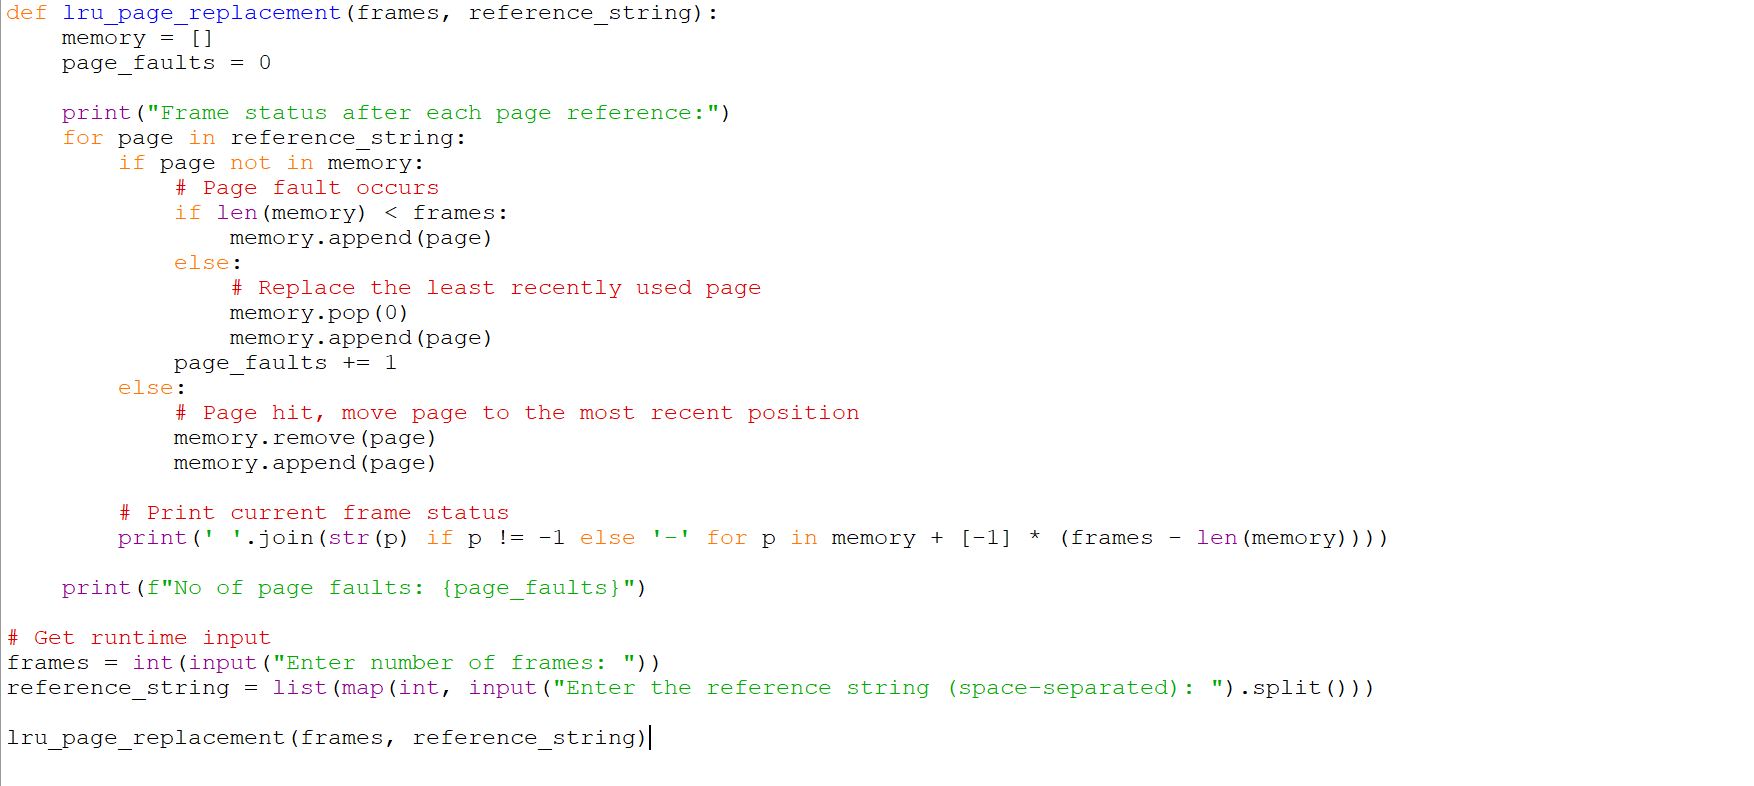 def lru_page_replacement(frames, reference_string):
    memory = []
    page_faults = 0

    print("Frame status after each page reference:")
    for page in reference_string:
        if page not in memory:
            # Page fault occurs
            if len(memory) < frames:
                memory.append(page)
            else:
                # Replace the least recently used page
                memory.pop(0)
                memory.append(page)
            page_faults += 1
        else:
            # Page hit, move page to the most recent position
            memory.remove(page)
            memory.append(page)

        # Print current frame status
        print(' '.join(str(p) if p != -1 else '-' for p in memory + [-1] * (frames - len(memory))))

    print(f"No of page faults: {page_faults}")

# Get runtime input
frames = int(input("Enter number of frames: "))
reference_string = list(map(int, input("Enter the reference string (space-separated): ").split()))

lru_page_replacement(frames, reference_string)